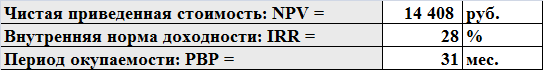 Чистая приведенная стоимость: NPV = 14 408 руб.
Внутренняя норма доходности: IRR = 28 %
Период окупаемости: PBP = 31 мес.